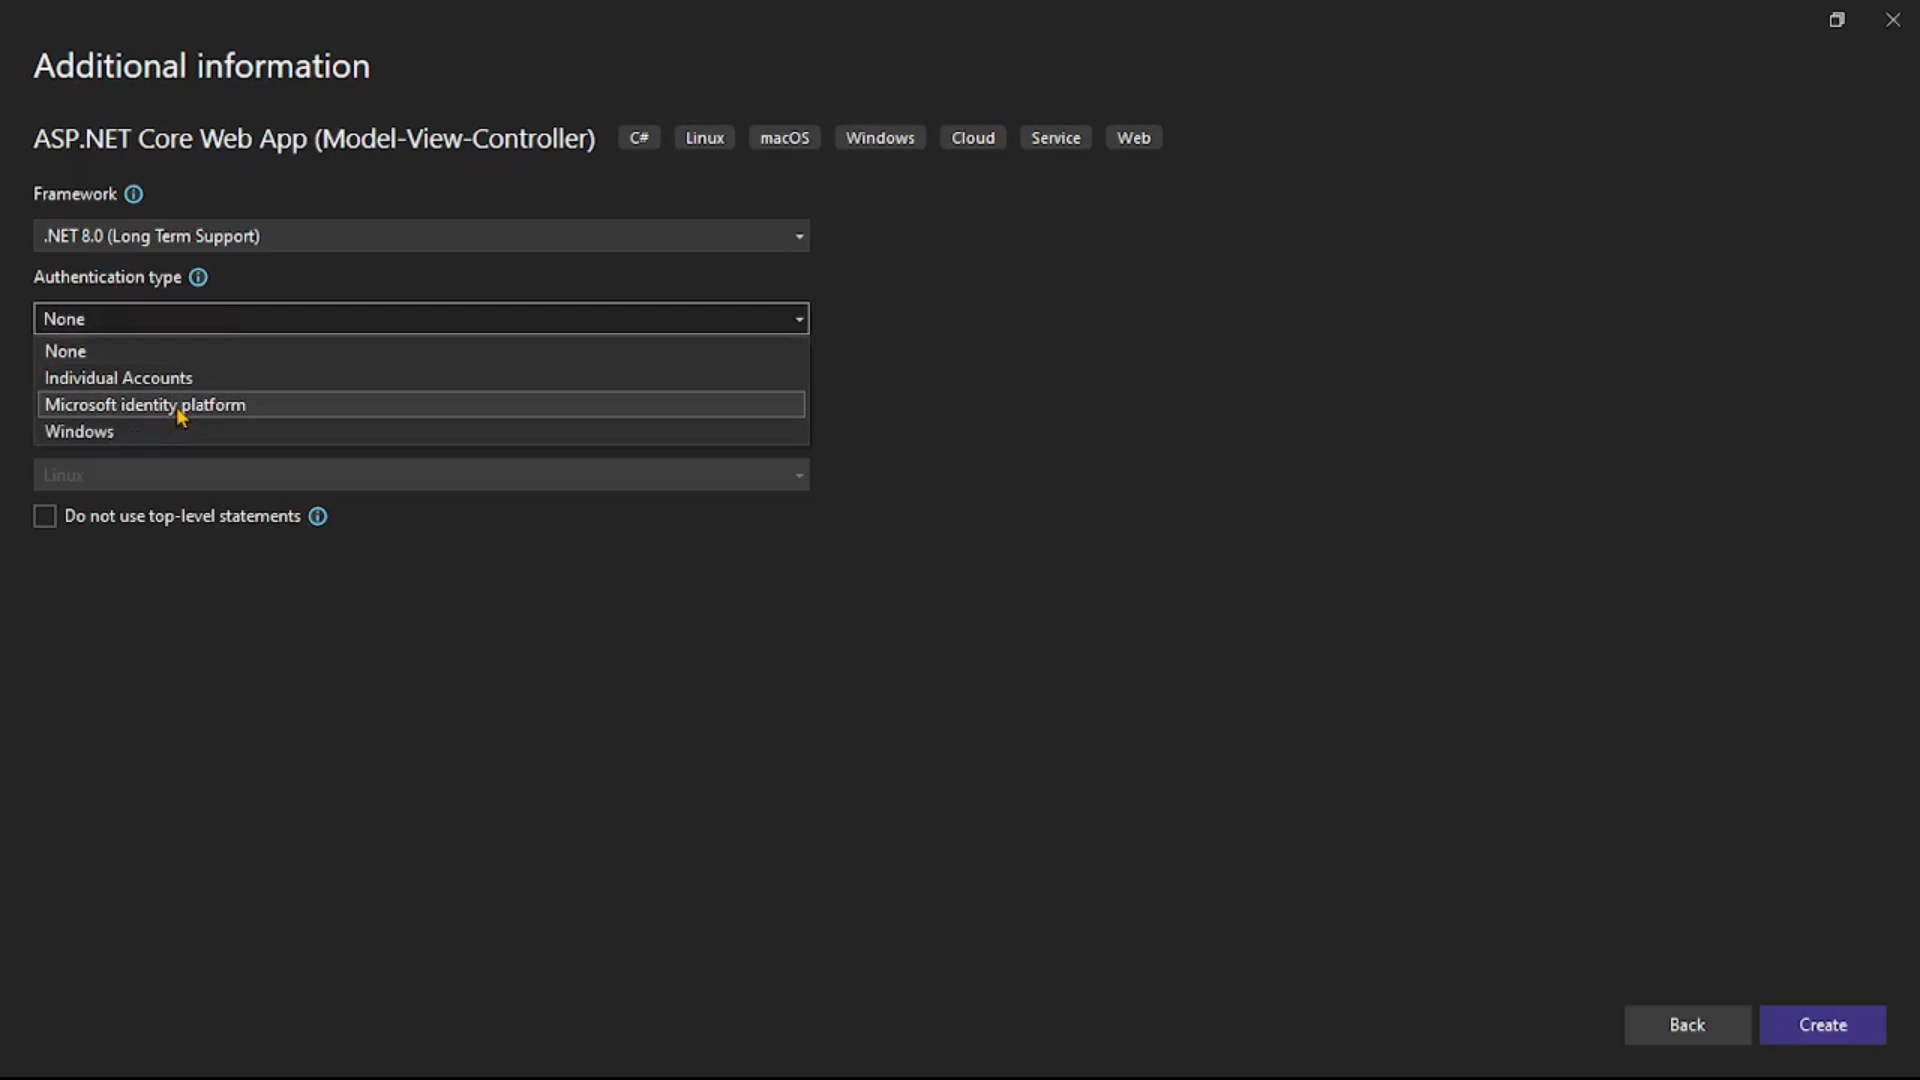 Additional information
ASP.NET Core Web App (Model-View-Controller) C# Linux macOS Windows Cloud Service Web
Framework
.NET 8.0 (Long Term Support)
Authentication type
None
None
Individual Accounts
Microsoft identity platform
Windows
Linux
Do not use top-level statements
Back Create